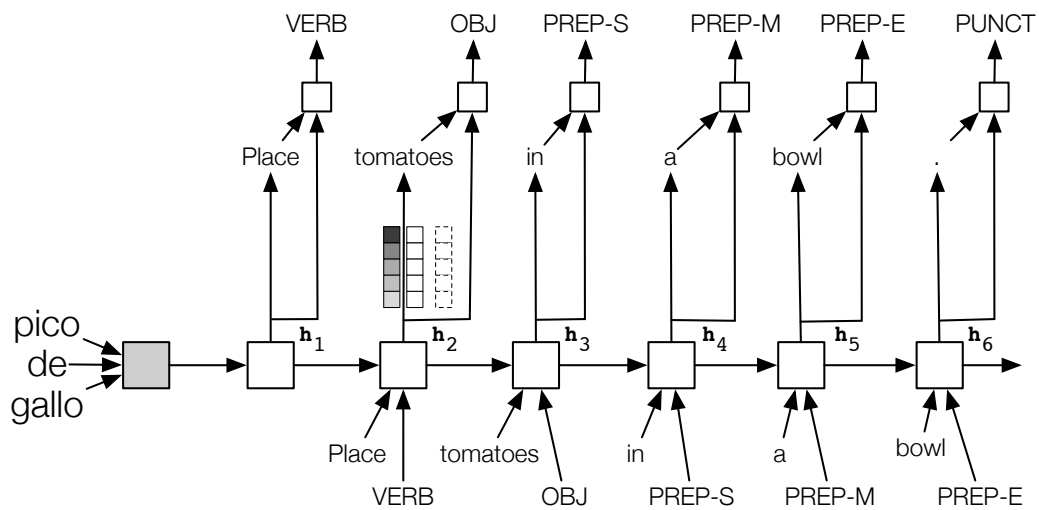 VERB OBJ PREP-S PREP-M PREP-E PUNCT
Place tomatoes in a bowl .
h1 h2 h3 h4 h5 h6
pico
de
gallo
Place tomatoes in a bowl
VERB OBJ PREP-S PREP-M PREP-E